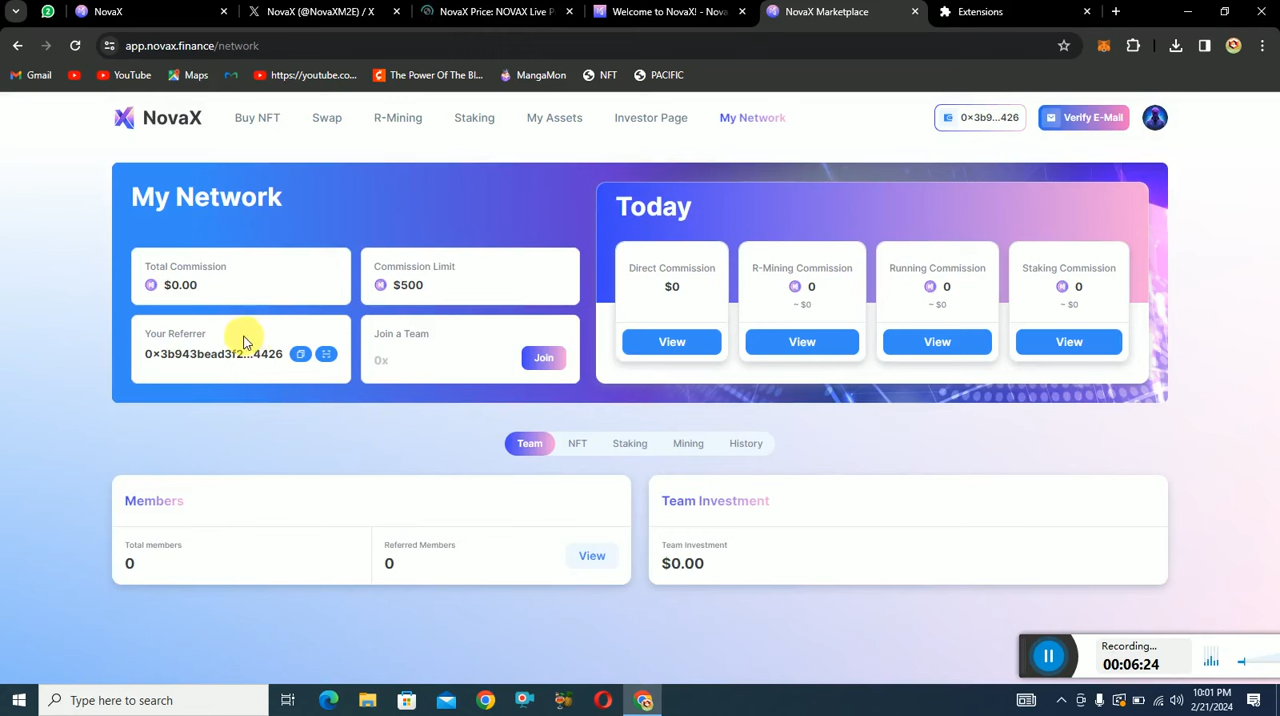 NovaX
NovaX (@NovaXM2E) / X
NovaX Price: NOVAX Live P
Welcome to NovaX! - Nova
NovaX Marketplace
Extensions
app.novax.finance/network
Gmail
YouTube
Maps
https://youtube.co...
The Power Of The Bl...
MangaMon
NFT
PACIFIC
NovaX
Buy NFT
Swap
R-Mining
Staking
My Assets
Investor Page
My Network
0x3b9...426
Verify E-Mail
My Network
Total Commission
$0.00
Commission Limit
$500
Your Referrer
0x3b943bead3f2...4426
Join a Team
0x
Join
Today
Direct Commission
$0
View
R-Mining Commission
0
~ $0
View
Running Commission
0
~ $0
View
Staking Commission
0
~ $0
View
Team
NFT
Staking
Mining
History
Members
Total members
0
Referred Members
0
View
Team Investment
Team Investment
$0.00
Recording...
00:06:24
Type here to search
10:01 PM
2/21/2024